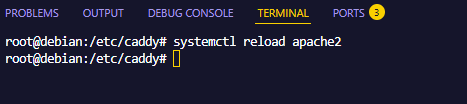 PROBLEMS OUTPUT DEBUG CONSOLE TERMINAL PORTS 3
root@debian:/etc/caddy# systemctl reload apache2
root@debian:/etc/caddy#